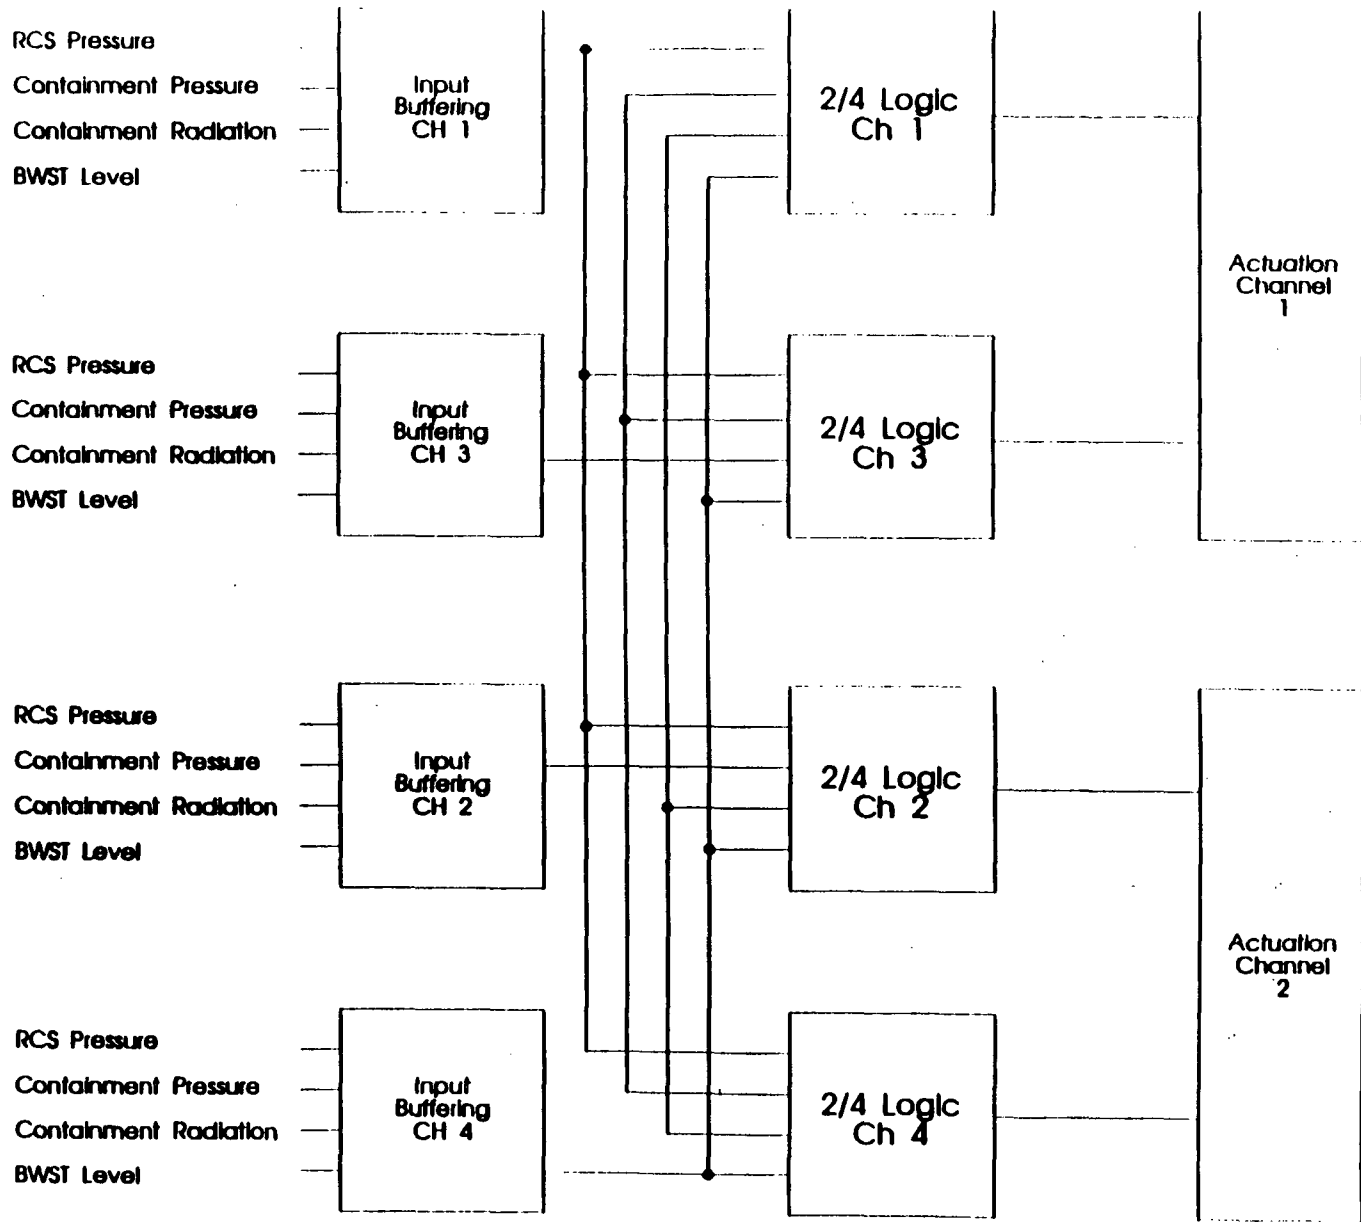 RCS Pressure
Containment Pressure
Containment Radiation
BWST Level
Input
Buffering
CH 1
2/4 Logic
Ch 1
Actuation
Channel
1
RCS Pressure
Containment Pressure
Containment Radiation
BWST Level
Input
Buffering
CH 3
2/4 Logic
Ch 3
RCS Pressure
Containment Pressure
Containment Radiation
BWST Level
Input
Buffering
CH 2
2/4 Logic
Ch 2
Actuation
Channel
2
RCS Pressure
Containment Pressure
Containment Radiation
BWST Level
Input
Buffering
CH 4
2/4 Logic
Ch 4